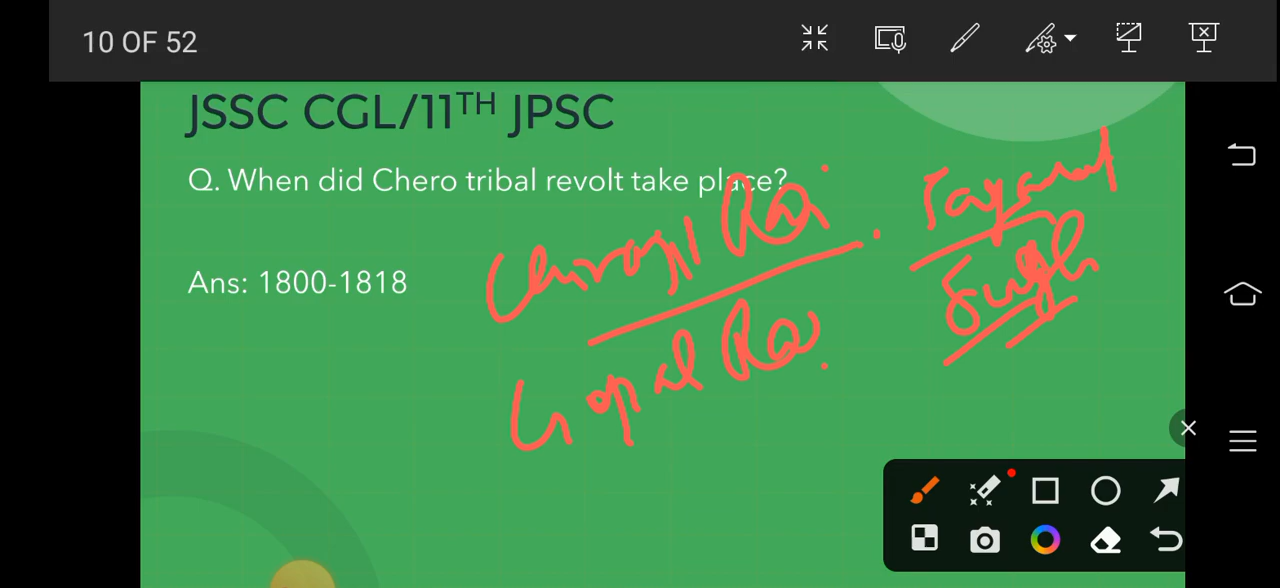 10 OF 52
JSSC CGL/11TH JPSC
Q. When did Chero tribal revolt take place?
Ans: 1800-1818
Rai
Singh
Gopal Rai